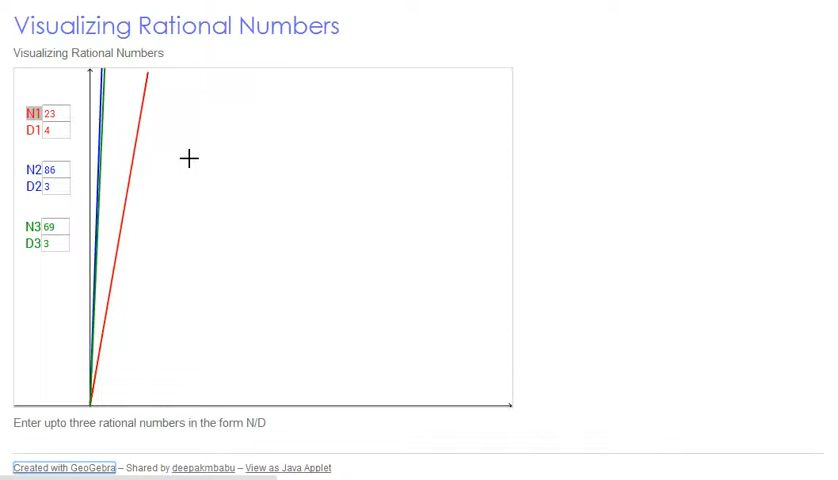 Visualizing Rational Numbers
Visualizing Rational Numbers
N1 23
D1 4
N2 86
D2 3
N3 69
D3 3
Enter upto three rational numbers in the form N/D
Created with GeoGebra – Shared by deepakmbabu – View as Java Applet